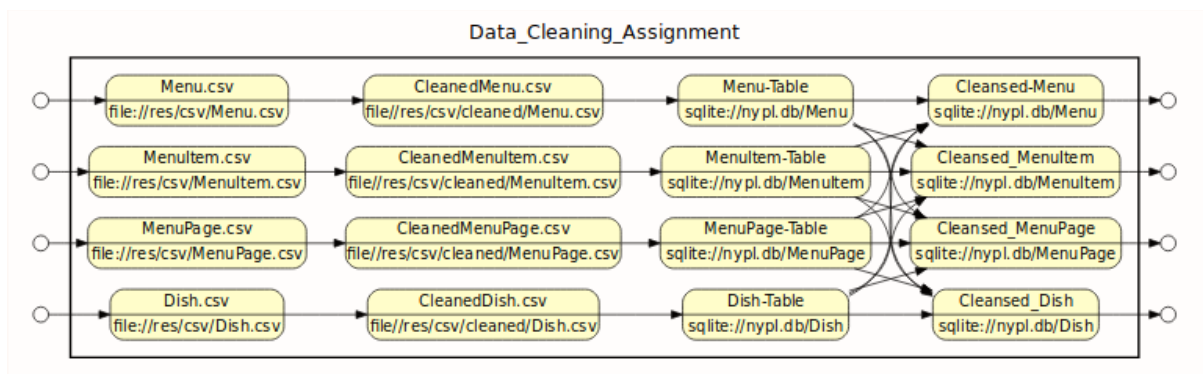 Data_Cleaning_Assignment
Menu.csv
file://res/csv/Menu.csv
CleanedMenu.csv
file//res/csv/cleaned/Menu.csv
Menu-Table
sqlite://nypl.db/Menu
Cleansed-Menu
sqlite://nypl.db/Menu
MenuItem.csv
file://res/csv/MenuItem.csv
CleanedMenuItem.csv
file//res/csv/cleaned/MenuItem.csv
MenuItem-Table
sqlite://nypl.db/MenuItem
Cleansed_MenuItem
sqlite://nypl.db/MenuItem
MenuPage.csv
file://res/csv/MenuPage.csv
CleanedMenuPage.csv
file//res/csv/cleaned/MenuPage.csv
MenuPage-Table
sqlite://nypl.db/MenuPage
Cleansed_MenuPage
sqlite://nypl.db/MenuPage
Dish.csv
file://res/csv/Dish.csv
CleanedDish.csv
file//res/csv/cleaned/Dish.csv
Dish-Table
sqlite://nypl.db/Dish
Cleansed_Dish
sqlite://nypl.db/Dish